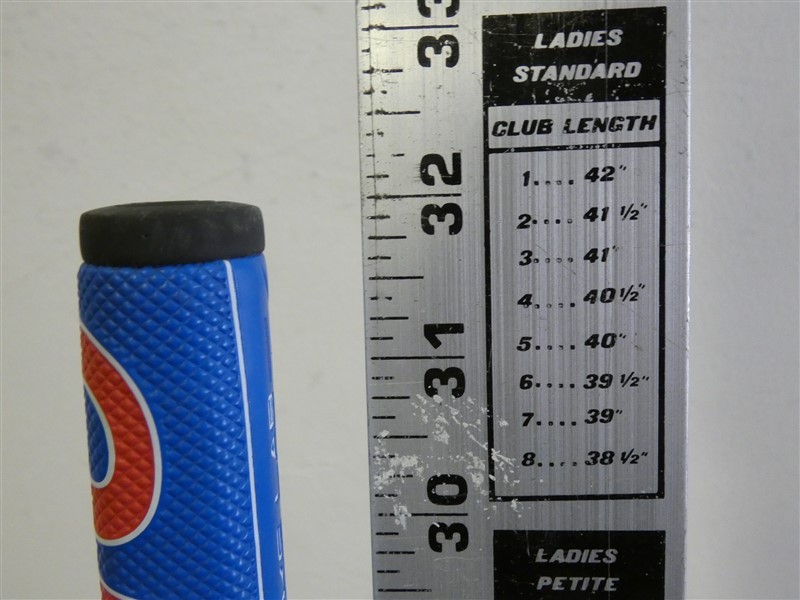 33
32
31
30
LADIES
STANDARD
CLUB LENGTH
1.... 42"
2.... 41 1/2"
3.... 41"
4.... 40 1/2"
5.... 40"
6.... 39 1/2"
7.... 39"
8.... 38 1/2"
LADIES
PETITE